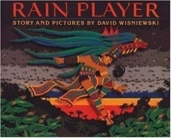 RAIN PLAYER
STORY AND PICTURES BY DAVID WISNIEWSKI